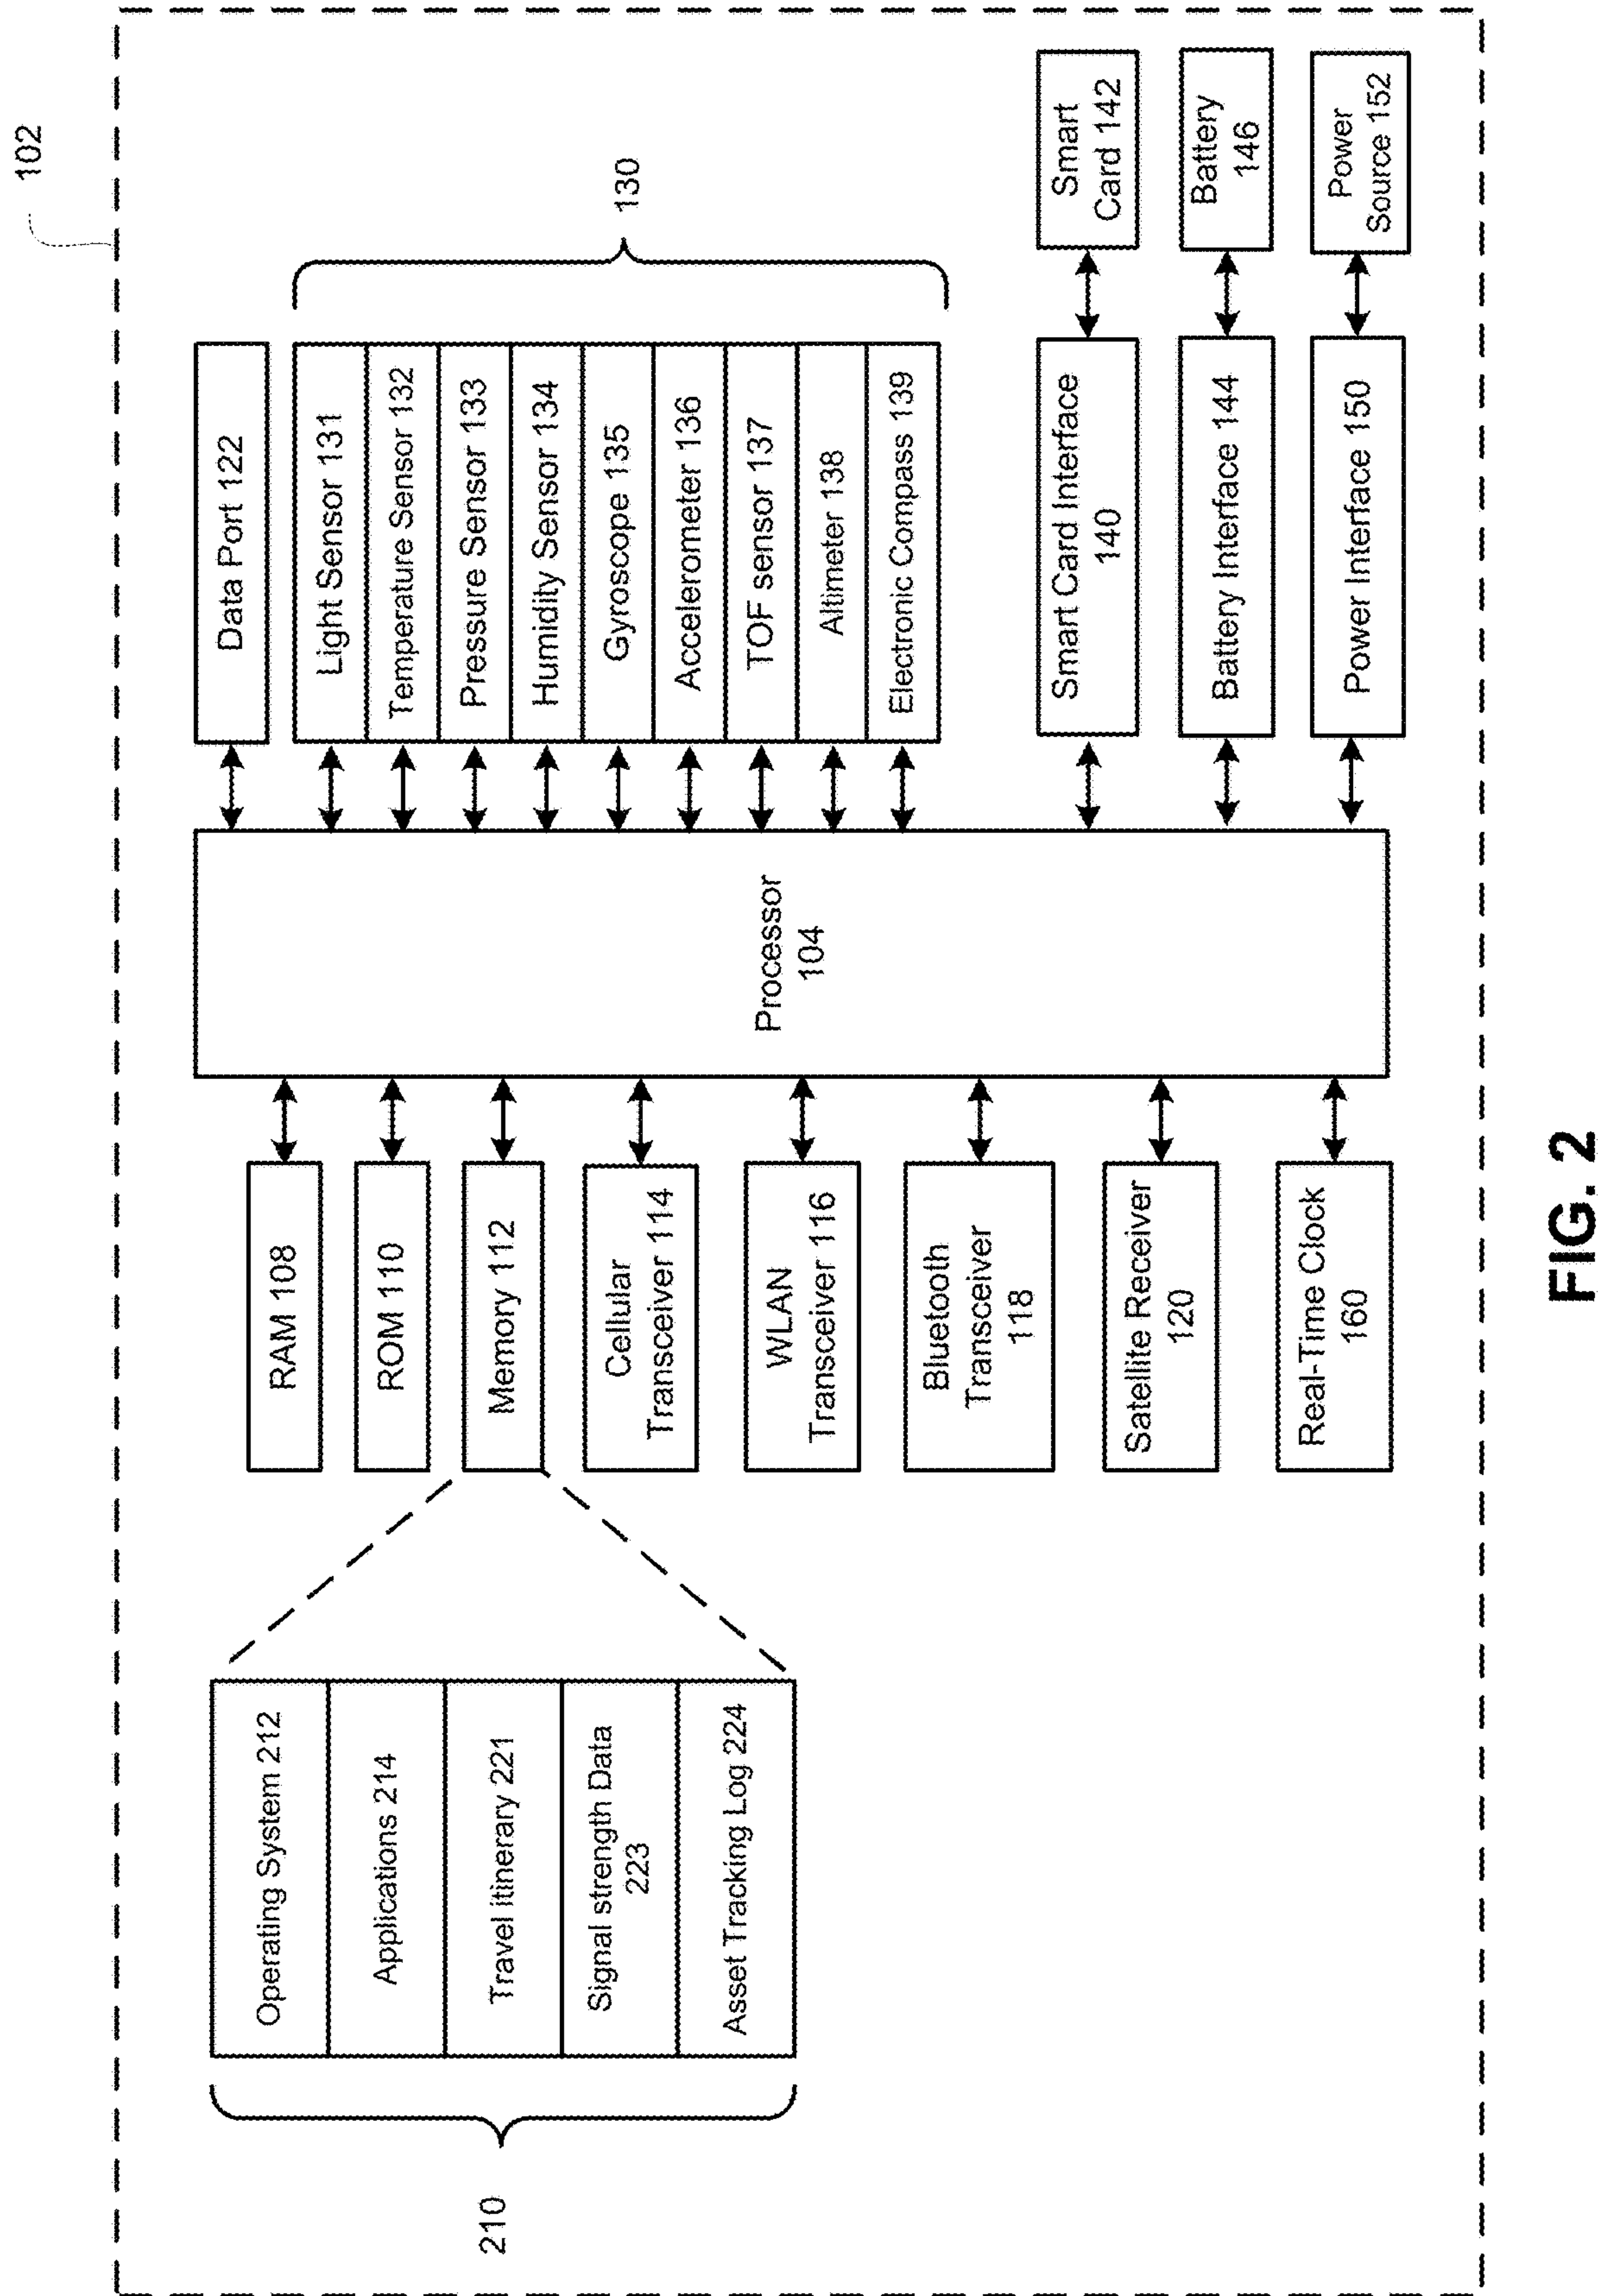 102
210
Operating System 212
Applications 214
Travel itinerary 221
Signal strength Data
223
Asset Tracking Log 224
RAM 108
ROM 110
Memory 112
Cellular
Transceiver 114
WLAN
Transceiver 116
Bluetooth
Transceiver
118
Satellite Receiver
120
Real-Time Clock
160
Processor
104
Data Port 122
Light Sensor 131
Temperature Sensor 132
Pressure Sensor 133
Humidity Sensor 134
Gyroscope 135
Accelerometer 136
TOF sensor 137
Altimeter 138
Electronic Compass 139
130
Smart Card Interface
140
Smart
Card 142
Battery Interface 144
Battery
146
Power Interface 150
Power
Source 152
FIG. 2